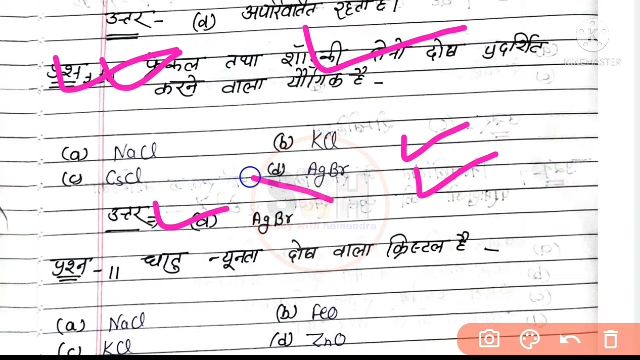 उत्तर - (d) अपरिवर्तित रहता है।
प्रश्न फ्रेंकल तथा शॉटकी दोनो दोष प्रदर्शित
करने वाला यौगिक है -
(a) NaCl (b) KCl
(c) CsCl (d) AgBr
उत्तर (d) AgBr
प्रश्न - 11 धातु न्यूनता दोष वाला क्रिस्टल है -
(a) NaCl (b) FeO
(c) KCl (d) ZnO
KINEMASTER